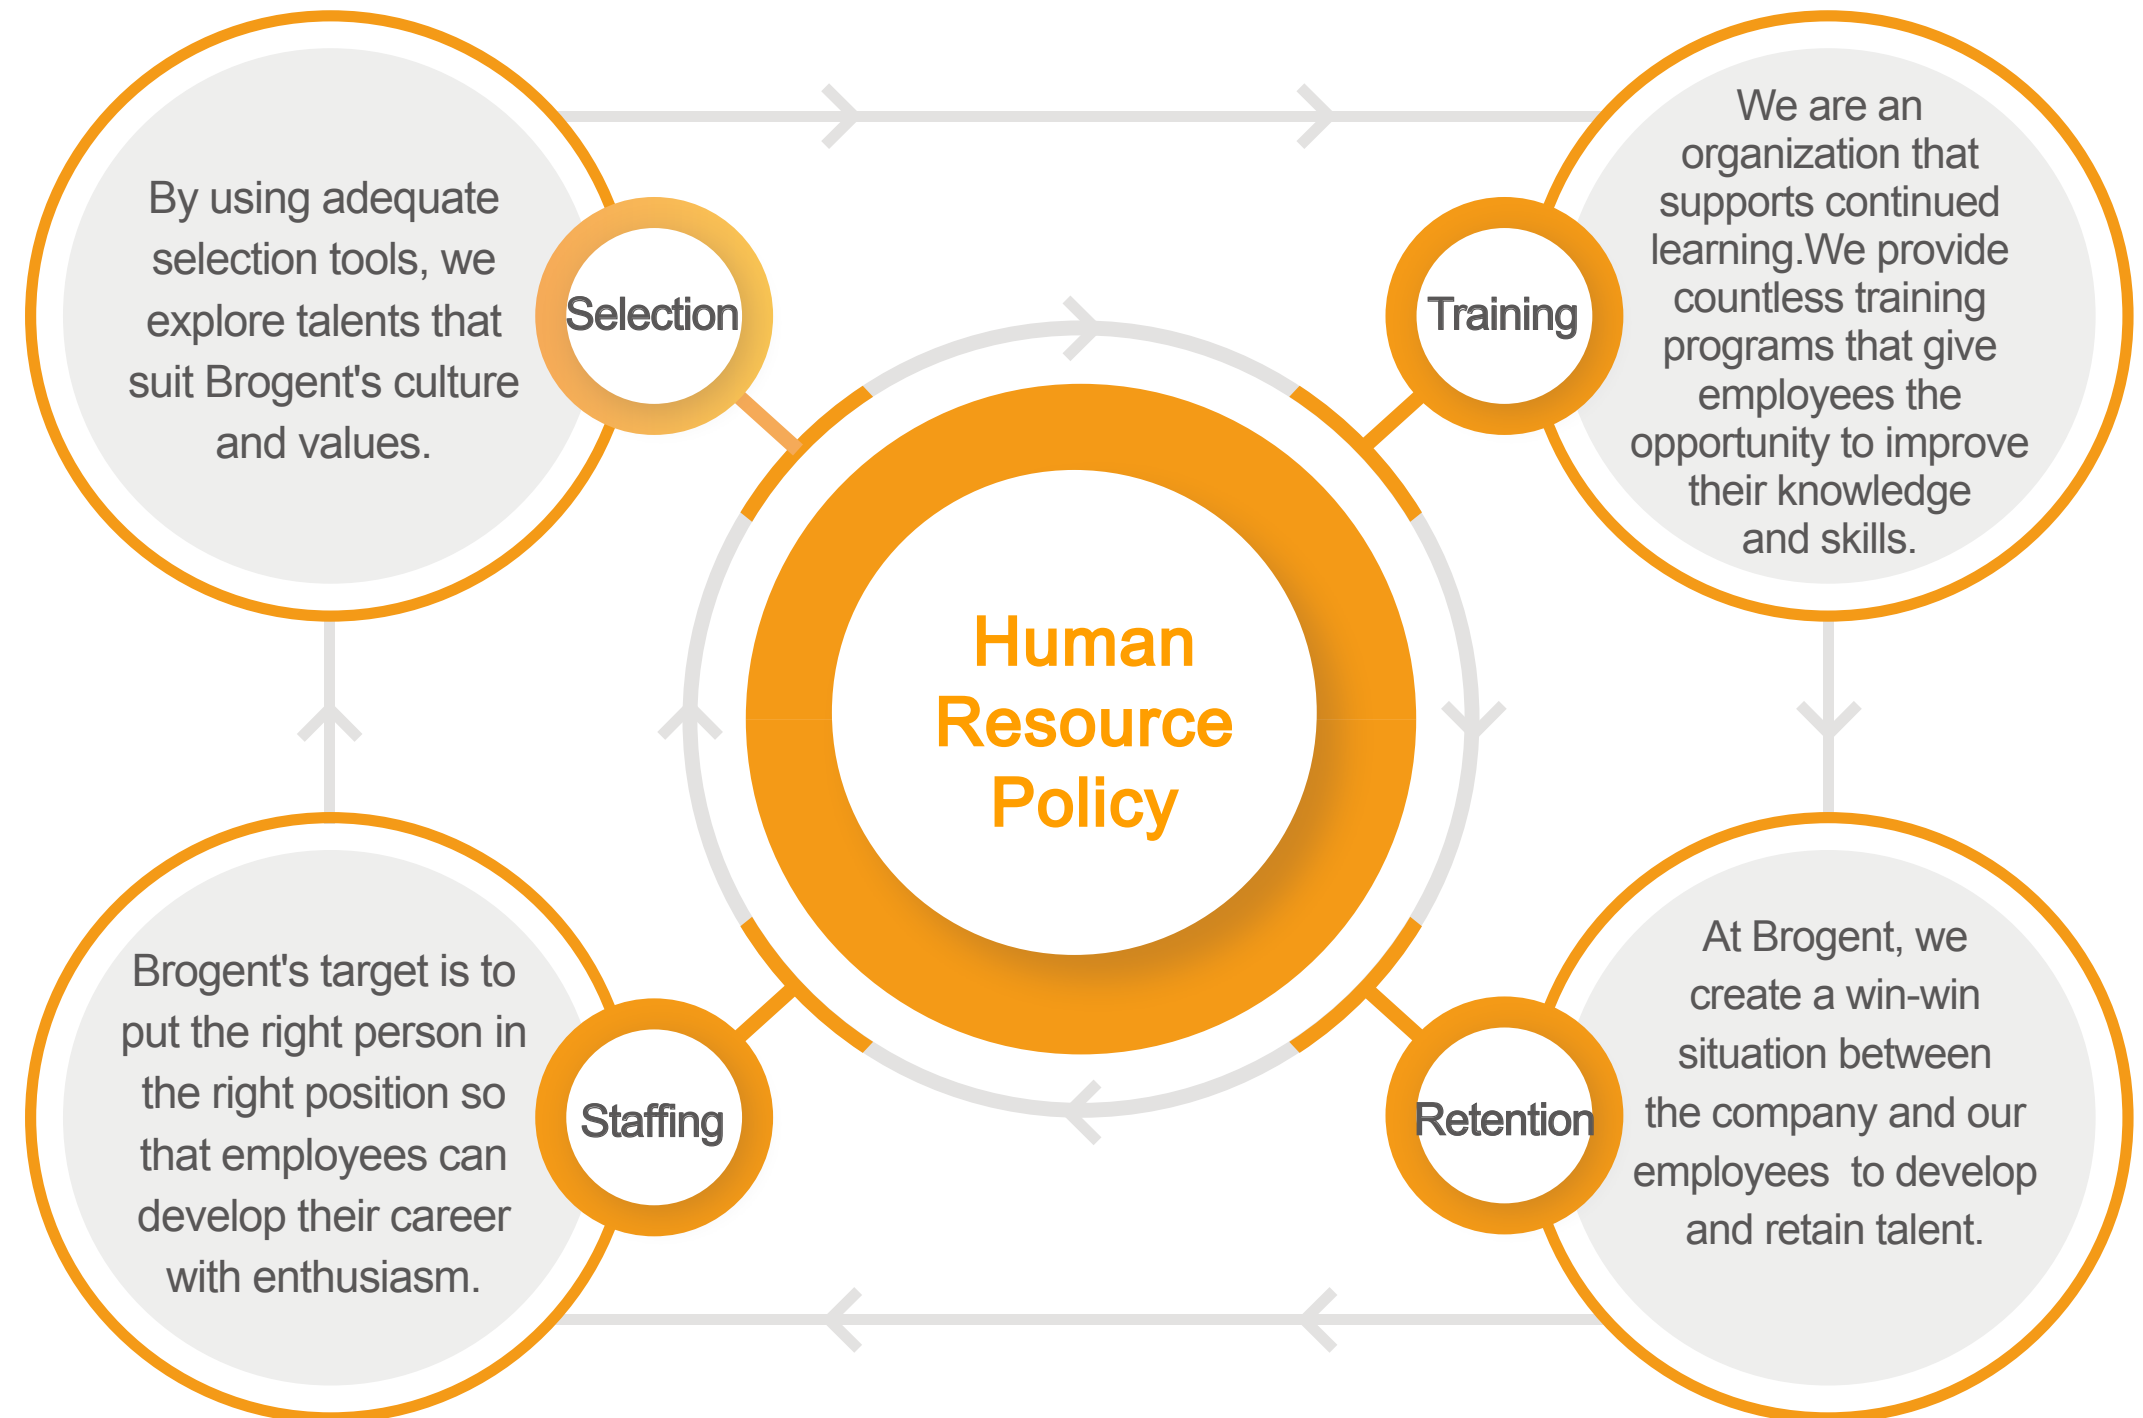 By using adequate
selection tools, we
explore talents that
suit Brogent's culture
and values.
Selection
Training
We are an
organization that
supports continued
learning.We provide
countless training
programs that give
employees the
opportunity to improve
their knowledge
and skills.
Human
Resource
Policy
Brogent's target is to
put the right person in
the right position so
that employees can
develop their career
with enthusiasm.
Staffing
Retention
At Brogent, we
create a win-win
situation between
the company and our
employees  to develop
and retain talent.